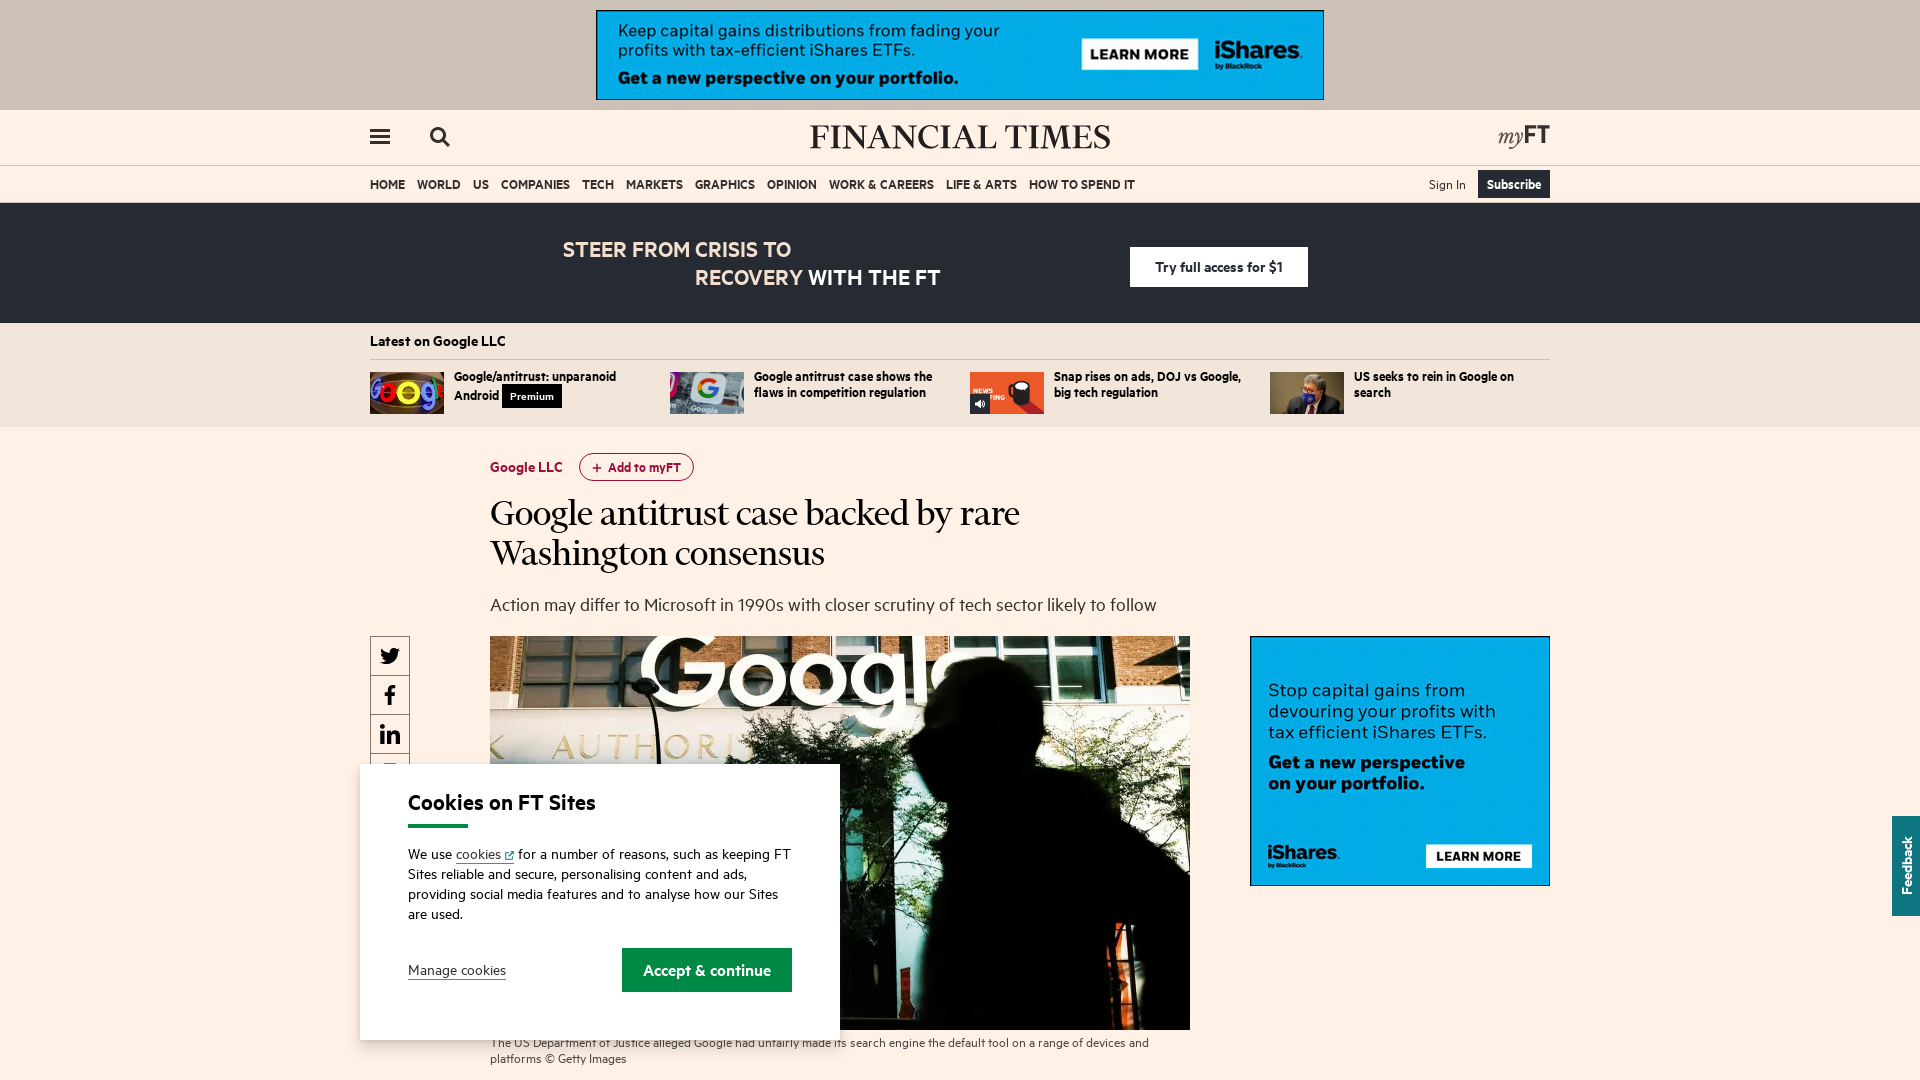 Keep capital gains distributions from fading your
profits with tax-efficient iShares ETFs.
Get a new perspective on your portfolio.
LEARN MORE
iShares.
by BlackRock
FINANCIAL TIMES
myFT
HOME WORLD US COMPANIES TECH MARKETS GRAPHICS OPINION WORK & CAREERS LIFE & ARTS HOW TO SPEND IT
Sign In
Subscribe
STEER FROM CRISIS TO
RECOVERY WITH THE FT
Try full access for $1
Latest on Google LLC
Google/antitrust: unparanoid
Android Premium
Google antitrust case shows the
flaws in competition regulation
Snap rises on ads, DOJ vs Google,
big tech regulation
US seeks to rein in Google on
search
Google LLC
+ Add to myFT
Google antitrust case backed by rare
Washington consensus
Action may differ to Microsoft in 1990s with closer scrutiny of tech sector likely to follow
Google
AUTHORI
Stop capital gains from
devouring your profits with
tax efficient iShares ETFs.
Get a new perspective
on your portfolio.
iShares.
by BlackRock
LEARN MORE
Feedback
Cookies on FT Sites
We use cookies for a number of reasons, such as keeping FT
Sites reliable and secure, personalising content and ads,
providing social media features and to analyse how our Sites
are used.
Manage cookies
Accept & continue
The US Department of Justice alleged Google had unfairly made its search engine the default tool on a range of devices and
platforms © Getty Images